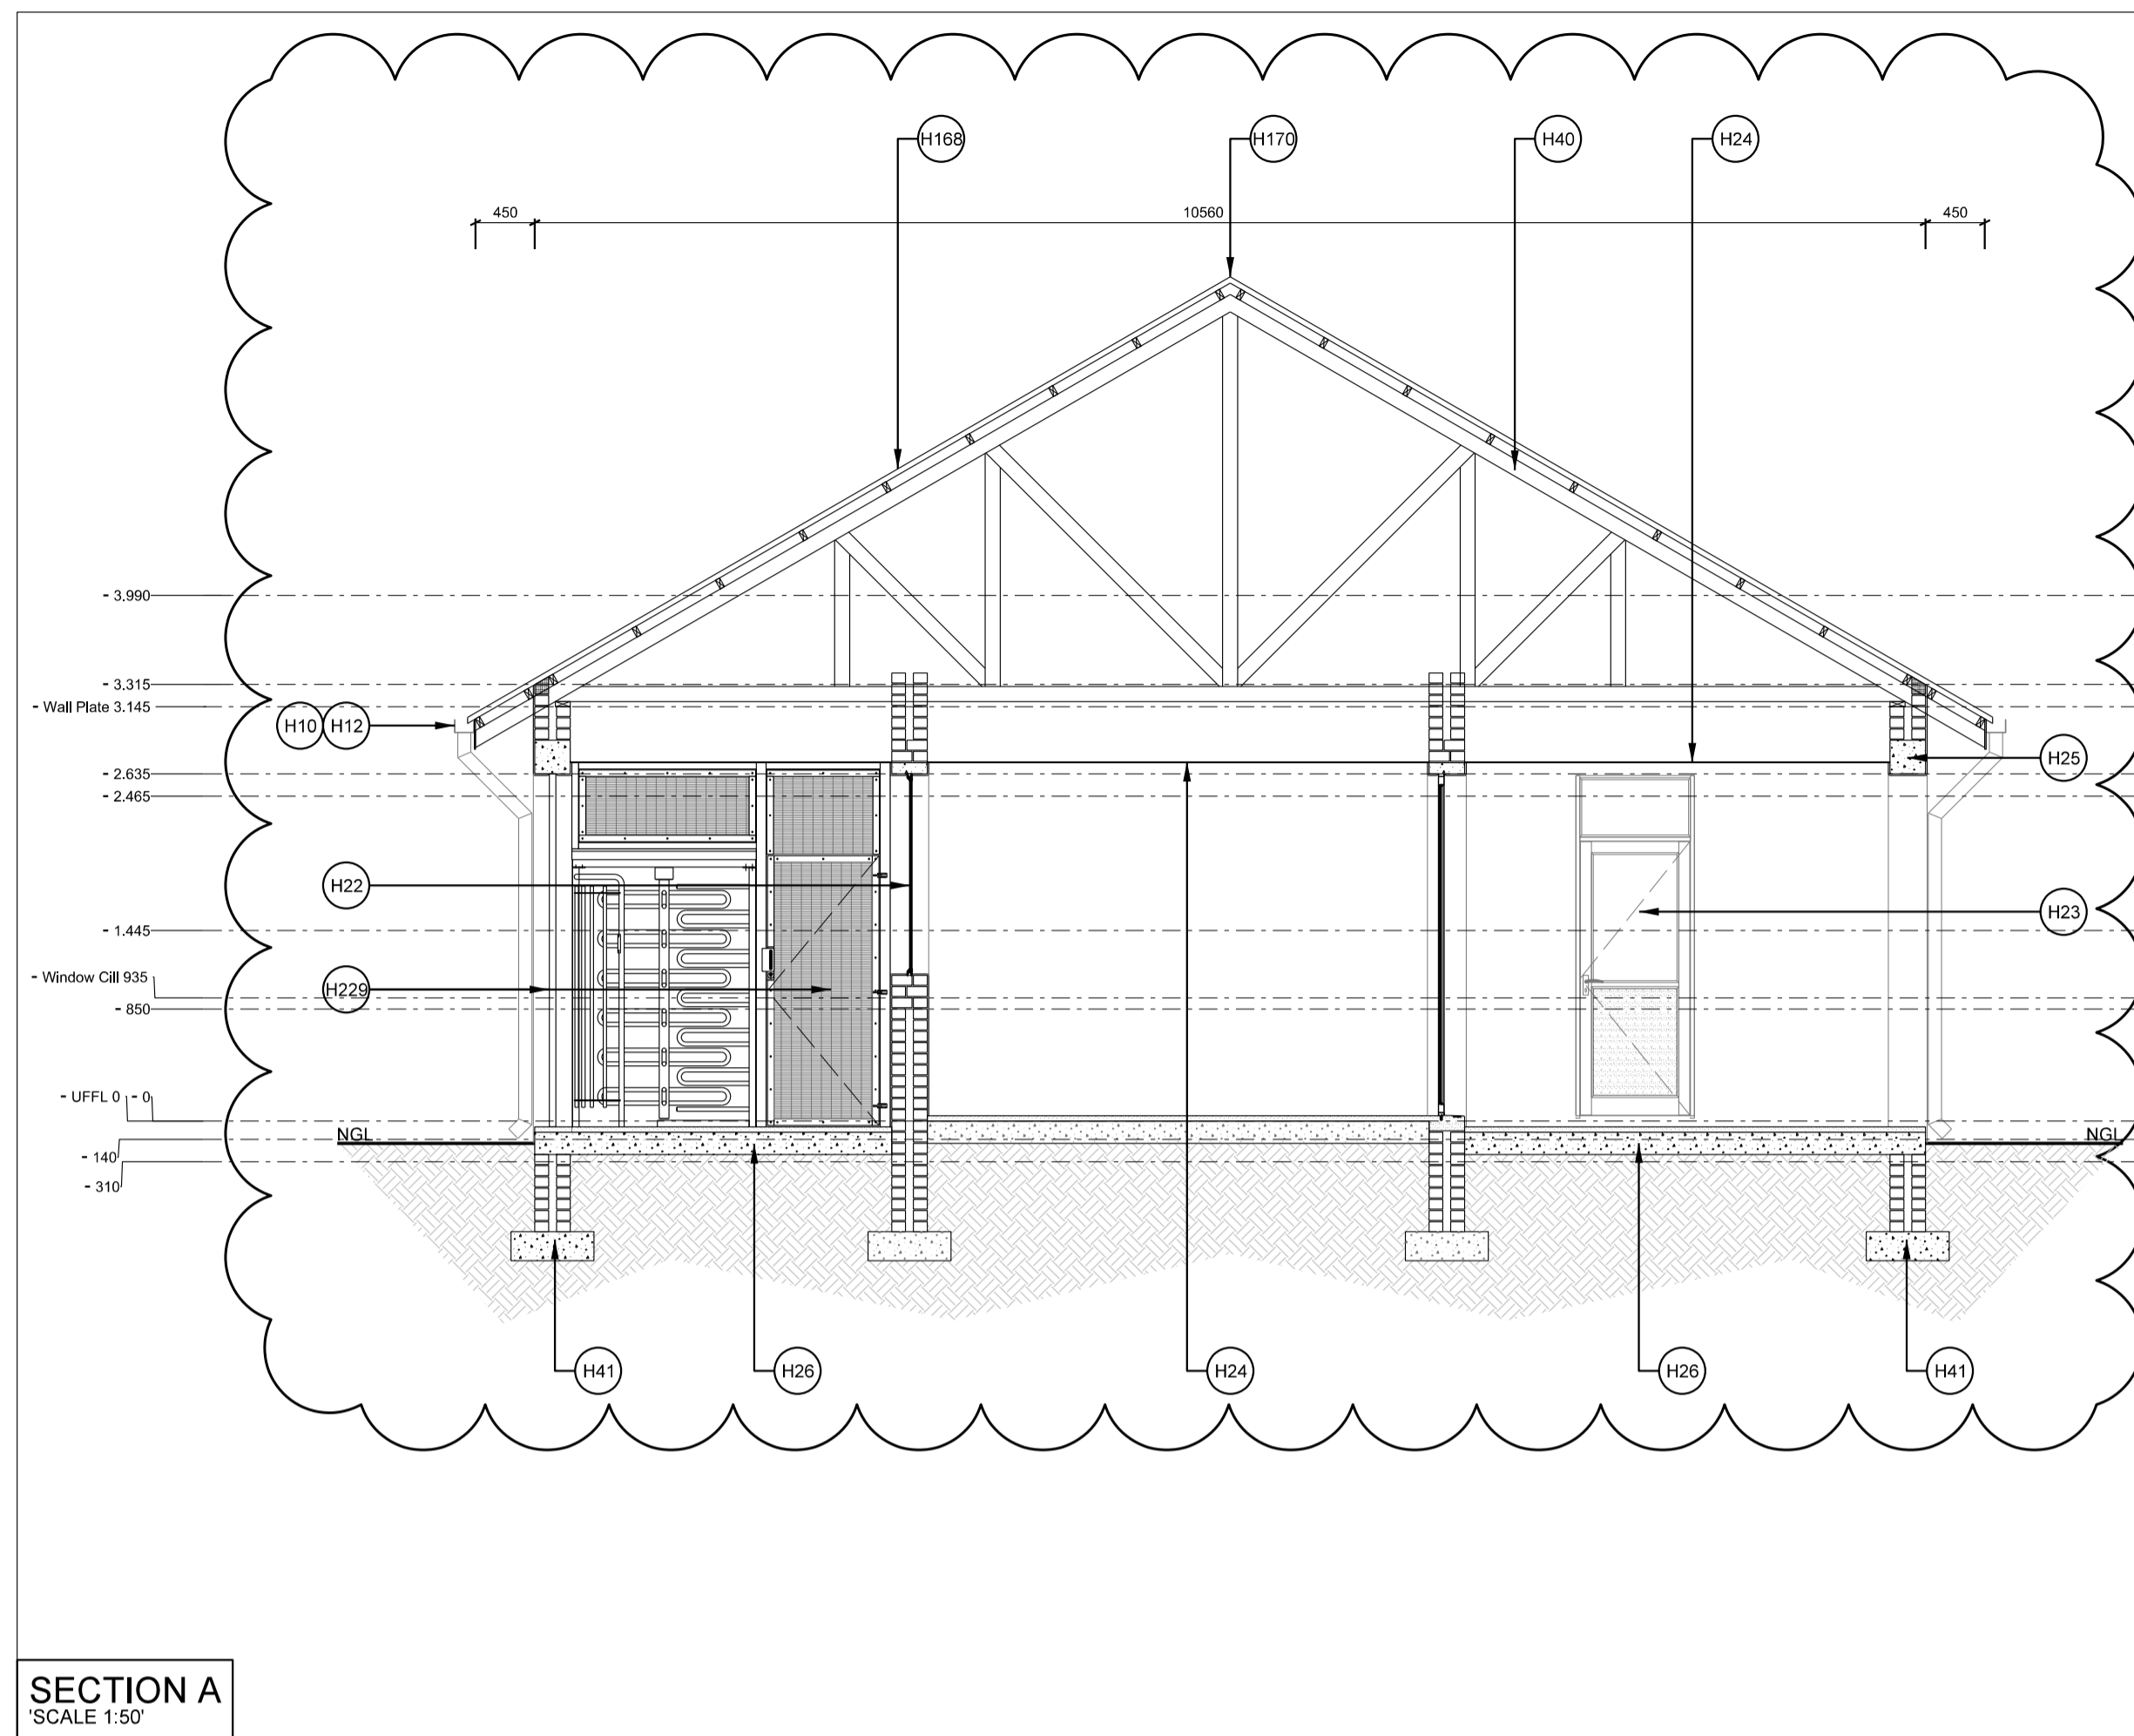 H168
H170
H40
H24
450
10560
450
- 3.990
- 3.315
- Wall Plate 3.145
H10 H12
- 2.635
- 2.465
H25
H22
H23
- 1.445
- Window Cill 935
- 850
H229
- UFFL 0 - 0
NGL
NGL
- 140
- 310
H41
H26
H24
H26
H41
SECTION A
'SCALE 1:50'